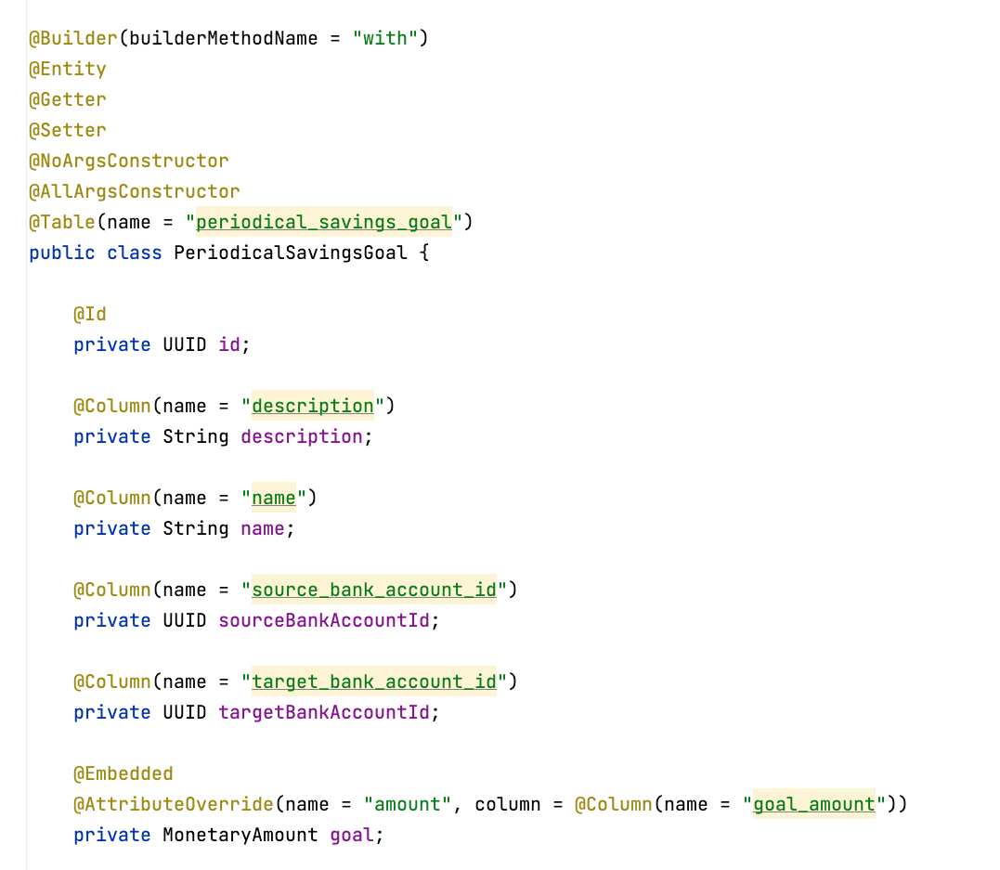 @Builder(builderMethodName = "with")
@Entity
@Getter
@Setter
@NoArgsConstructor
@AllArgsConstructor
@Table(name = "periodical_savings_goal")
public class PeriodicalSavingsGoal {
@Id
private UUID id;
@Column(name = "description")
private String description;
@Column(name = "name")
private String name;
@Column(name = "source_bank_account_id")
private UUID sourceBankAccountId;
@Column(name = "target_bank_account_id")
private UUID targetBankAccountId;
@Embedded
@AttributeOverride(name = "amount", column = @Column(name = "goal_amount"))
private MonetaryAmount goal;